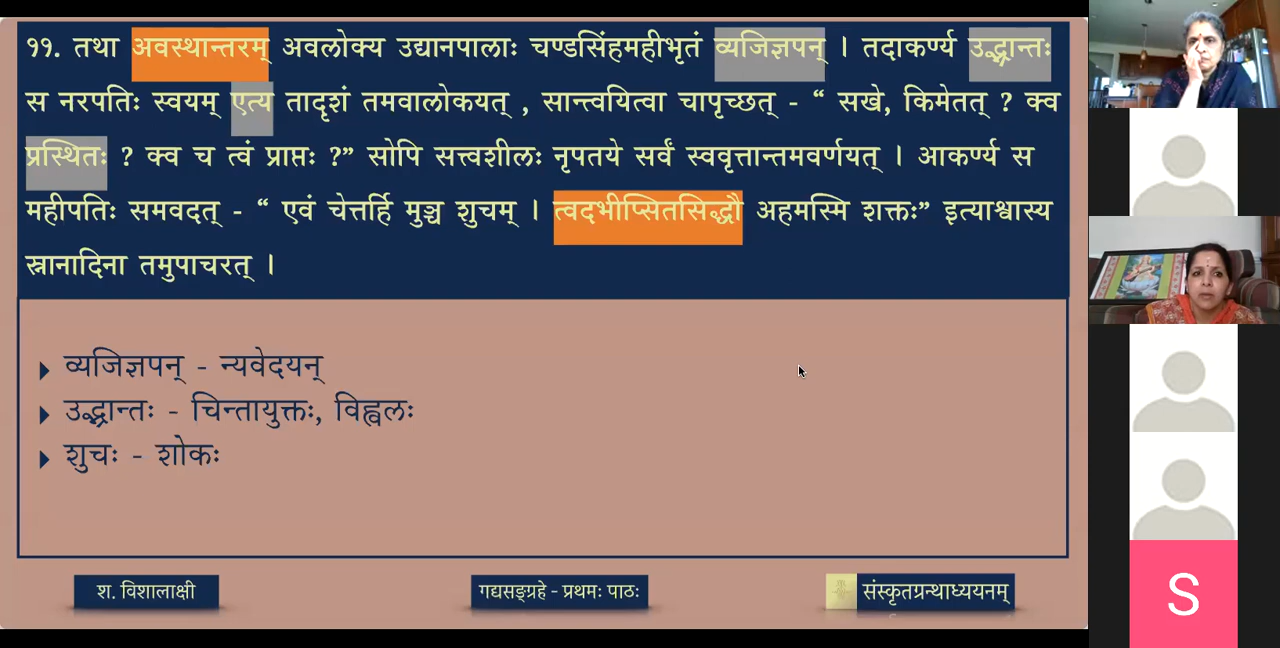 ११. तथा अवस्थान्तरम् अवलोक्य उद्यानपालाः चण्डसिंहमहीभृतं व्यजिज्ञपन् । तदाकर्ण्य उद्भ्रान्तः
स नरपतिः स्वयम् एत्य तादृशं तमवालोकयत् , सान्त्वयित्वा चापृच्छत् - “ सखे, किमेतत् ? क्व
प्रस्थितः ? क्व च त्वं प्राप्तः ?” सोपि सत्त्वशीलः नृपतये सर्वं स्ववृत्तान्तमवर्णयत् । आकर्ण्य स
महीपतिः समवदत् - “ एवं चेत्तर्हि मुञ्च शुचम् । त्वदभीप्सितसिद्धौ अहमस्मि शक्तः” इत्याश्वास्य
स्नानादिना तमुपाचरत् ।
व्यजिज्ञपन् - न्यवेदयन्
उद्भ्रान्तः - चिन्तायुक्तः, विह्वलः
शुचः - शोकः
श. विशालाक्षी
गद्यसङ्ग्रहे - प्रथमः पाठः
संस्कृतग्रन्थाध्ययनम्
S